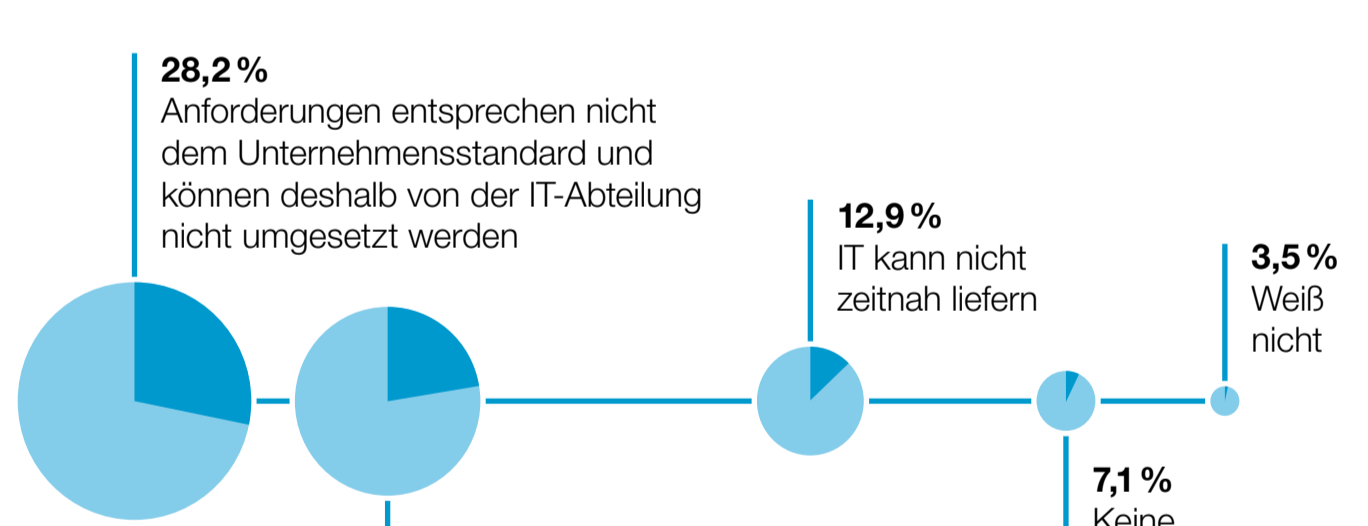 28,2 %
Anforderungen entsprechen nicht
dem Unternehmensstandard und
können deshalb von der IT-Abteilung
nicht umgesetzt werden
12,9 %
IT kann nicht
zeitnah liefern
3,5 %
Weiß
nicht
7,1 %
Keine